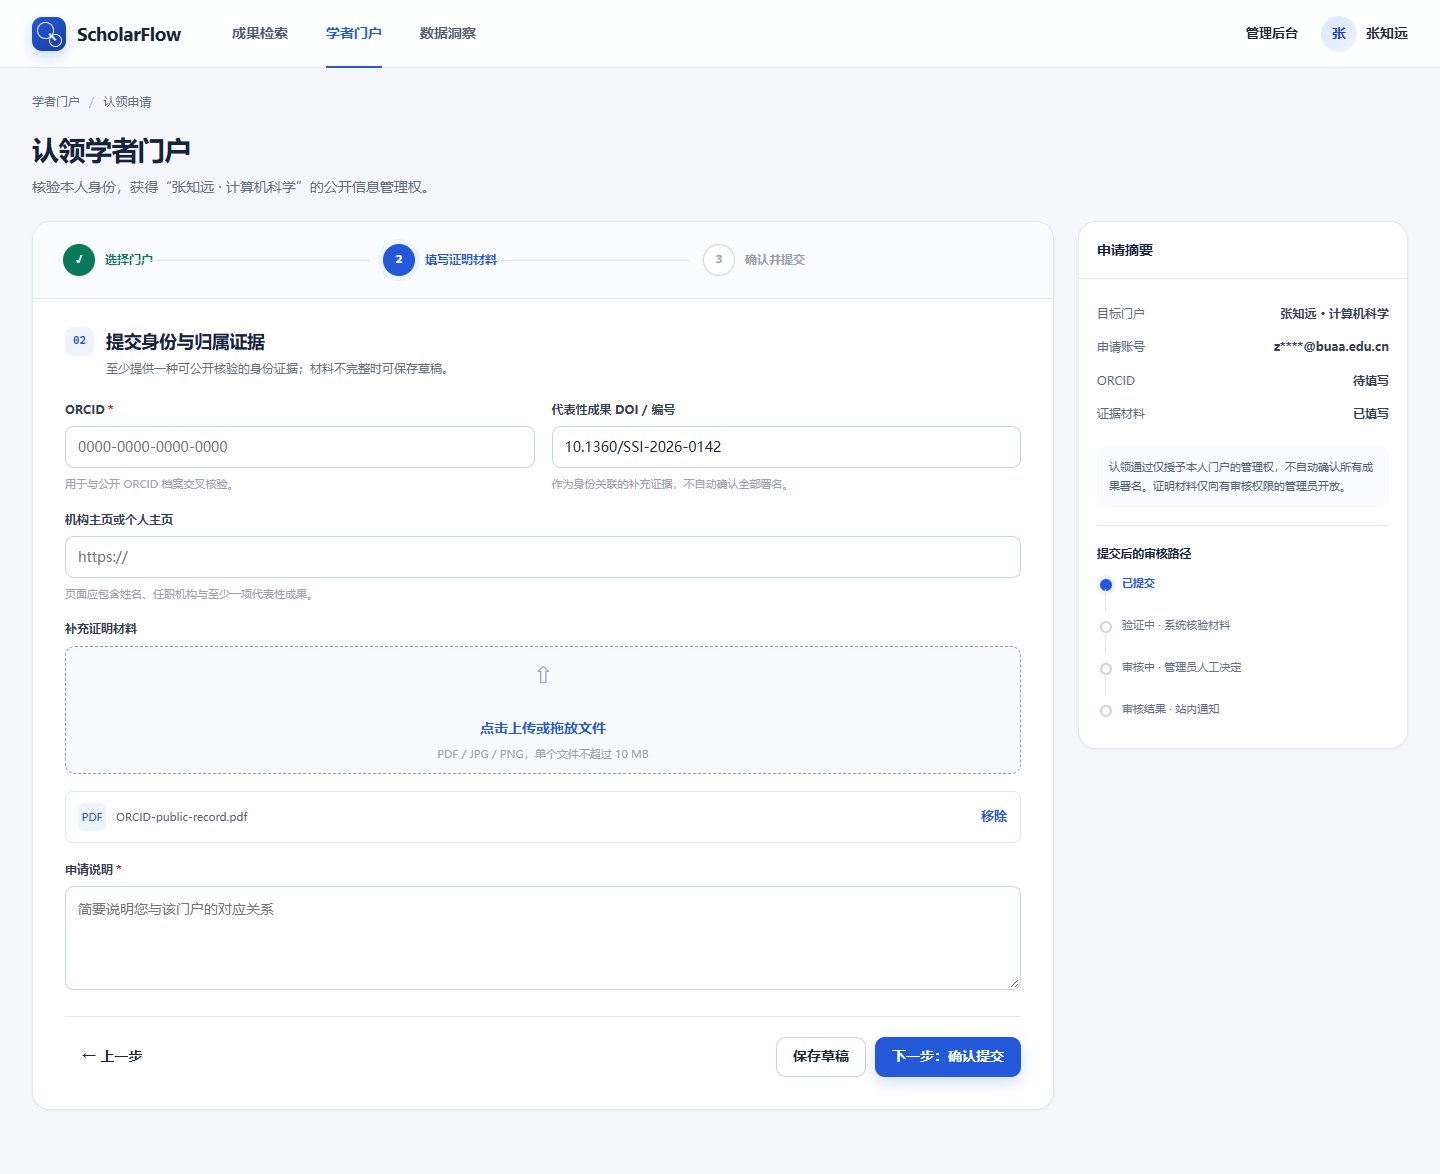 ScholarFlow
成果检索
学者门户
数据洞察
管理后台
张
张知远
学者门户 / 认领申请
认领学者门户
核验本人身份，获得“张知远 · 计算机科学”的公开信息管理权。
✓ 选择门户
2 填写证明材料
3 确认并提交
02
提交身份与归属证据
至少提供一种可公开核验的身份证据；材料不完整时可保存草稿。
ORCID *
0000-0000-0000-0000
用于与公开 ORCID 档案交叉核验。
代表性成果 DOI / 编号
10.1360/SSI-2026-0142
作为身份关联的补充证据，不自动确认全部署名。
机构主页或个人主页
https://
页面应包含姓名、任职机构与至少一项代表性成果。
补充证明材料
⇧
点击上传或拖放文件
PDF / JPG / PNG，单个文件不超过 10 MB
PDF ORCID-public-record.pdf 移除
申请说明 *
简要说明您与该门户的对应关系
← 上一步
保存草稿
下一步：确认提交
申请摘要
目标门户 张知远 • 计算机科学
申请账号 z****@buaa.edu.cn
ORCID 待填写
证据材料 已填写
认领通过仅授予本人门户的管理权，不自动确认所有成
果署名。证明材料仅向有审核权限的管理员开放。
提交后的审核路径
已提交
验证中 · 系统核验材料
审核中 · 管理员人工决定
审核结果 · 站内通知